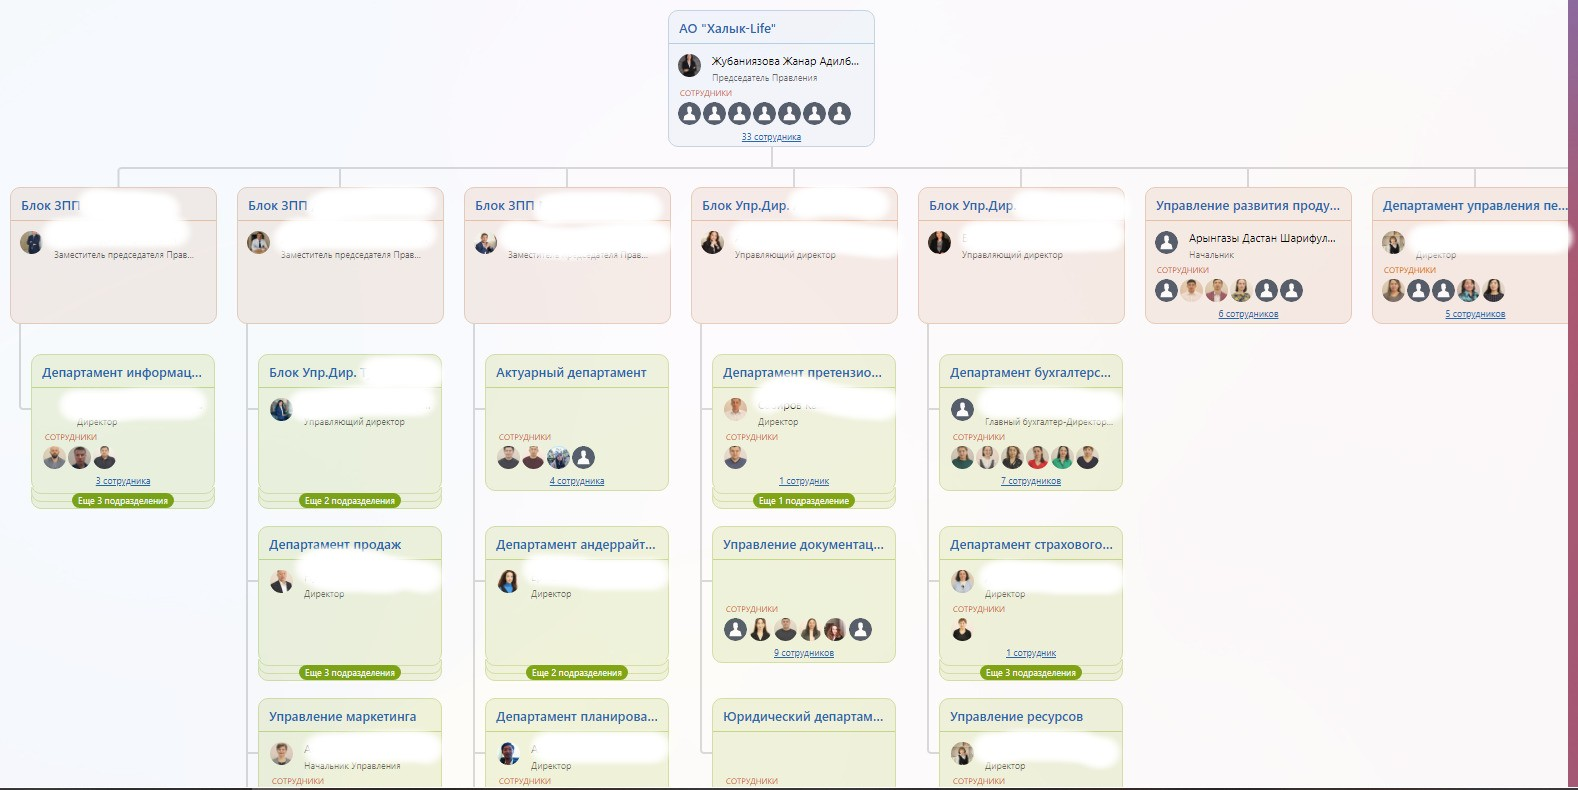 АО "Халык-Life"
Жубаниязова Жанар Адилб...
Председатель Правления
СОТРУДНИКИ
33 сотрудника
Блок ЗПП
Заместитель председателя Прав...
Блок ЗПП
Заместитель председателя Прав...
Блок ЗПП
Заместитель председателя Прав...
Блок Упр.Дир.
Управляющий директор
Блок Упр.Дир.
Управляющий директор
Управление развития проду...
Арынгазы Дастан Шарифул...
Начальник
СОТРУДНИКИ
6 сотрудников
Департамент управления пе...
Директор
СОТРУДНИКИ
5 сотрудников
Департамент информац...
Директор
СОТРУДНИКИ
3 сотрудника
Еще 3 подразделения
Блок Упр.Дир.
Управляющий директор
Еще 2 подразделения
Актуарный департамент
СОТРУДНИКИ
4 сотрудника
Департамент претензио...
Директор
СОТРУДНИКИ
1 сотрудник
Еще 1 подразделение
Департамент бухгалтерс...
Главный бухгалтер-Директор...
СОТРУДНИКИ
7 сотрудников
Департамент продаж
Директор
Еще 3 подразделения
Департамент андеррайт...
Директор
Еще 2 подразделения
Управление документац...
СОТРУДНИКИ
9 сотрудников
Департамент страхового...
Директор
СОТРУДНИКИ
1 сотрудник
Еще 3 подразделения
Управление маркетинга
Начальник Управления
СОТРУДНИКИ
Департамент планирова...
Директор
СОТРУДНИКИ
Юридический департам...
СОТРУДНИКИ
Управление ресурсов
Директор
СОТРУДНИКИ